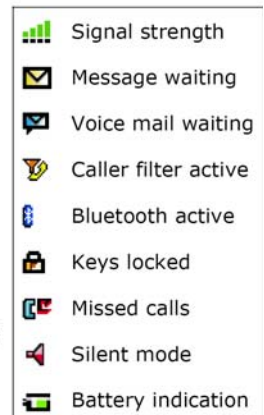 Signal strength
Message waiting
Voice mail waiting
Caller filter active
Bluetooth active
Keys locked
Missed calls
Silent mode
Battery indication